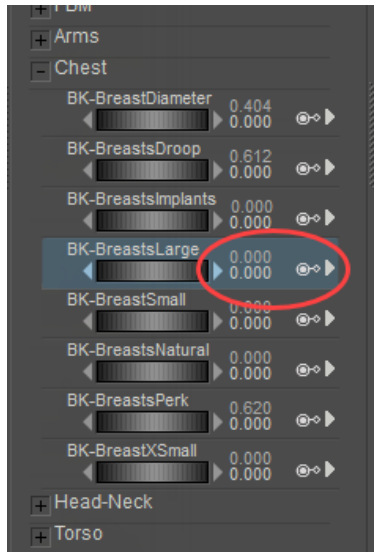 FBM
Arms
Chest
BK-BreastDiameter
0.404
0.000
BK-BreastsDroop
0.612
0.000
BK-BreastsImplants
0.000
0.000
BK-BreastsLarge
0.000
0.000
BK-BreastSmall
0.000
0.000
BK-BreastsNatural
0.000
0.000
BK-BreastsPerk
0.620
0.000
BK-BreastXSmall
0.000
0.000
Head-Neck
Torso